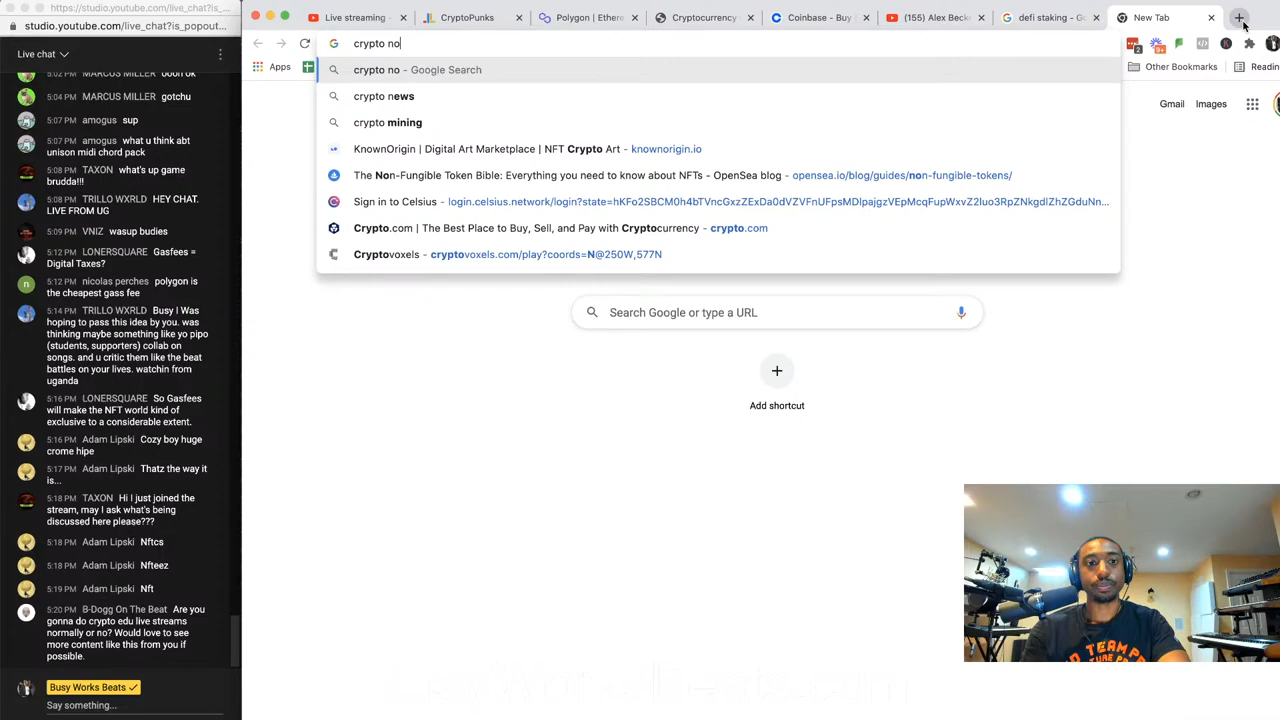 https://studio.youtube.com/live_chat?is_...
studio.youtube.com/live_chat?is_popout...
Live chat
5:02 PM MARCUS MILLER oooh ok
5:04 PM MARCUS MILLER gotchu
5:07 PM amogus sup
5:07 PM amogus what u think abt
unison midi chord pack
5:08 PM TAXON what's up game
brudda!!!
5:08 PM TRILLO WXRLD HEY CHAT.
LIVE FROM UG
5:09 PM VNIZ wasup budies
5:12 PM LONERSQUARE Gasfees =
Digital Taxes?
n
5:12 PM nicolas perches polygon is
the cheapest gass fee
5:14 PM TRILLO WXRLD Busy I Was
hoping to pass this idea by you. was
thinking maybe something like yo pipo
(students, supporters) collab on
songs. and u critic them like the beat
battles on your lives. watchin from
uganda
5:16 PM LONERSQUARE So Gasfees
will make the NFT world kind of
exclusive to a considerable extent.
5:16 PM Adam Lipski Cozy boy huge
crome hipe
5:17 PM Adam Lipski Thatz the way it
is...
5:18 PM TAXON Hi I just joined the
stream, may I ask what's being
discussed here please???
5:18 PM Adam Lipski Nftcs
5:18 PM Adam Lipski Nfteez
5:19 PM Adam Lipski Nft
5:20 PM B-Dogg On The Beat Are you
gonna do crypto edu live streams
normally or no? Would love to see
more content like this from you if
possible.
Busy Works Beats
Say something...
Live streaming -
CryptoPunks
Polygon | Ethere
Cryptocurrency
Coinbase - Buy
(155) Alex Becke
defi staking - Go
New Tab
crypto no
Apps
2
9+
Other Bookmarks
Readin
crypto no - Google Search
crypto news
crypto mining
KnownOrigin | Digital Art Marketplace | NFT Crypto Art - knownorigin.io
The Non-Fungible Token Bible: Everything you need to know about NFTs - OpenSea blog - opensea.io/blog/guides/non-fungible-tokens/
Crypto.com | The Best Place to Buy, Sell, and Pay with Cryptocurrency - crypto.com
Cryptovoxels - cryptovoxels.com/play?coords=N@250W,577N
Sign in to Celsius
Gmail Images
Search Google or type a URL
Add shortcut